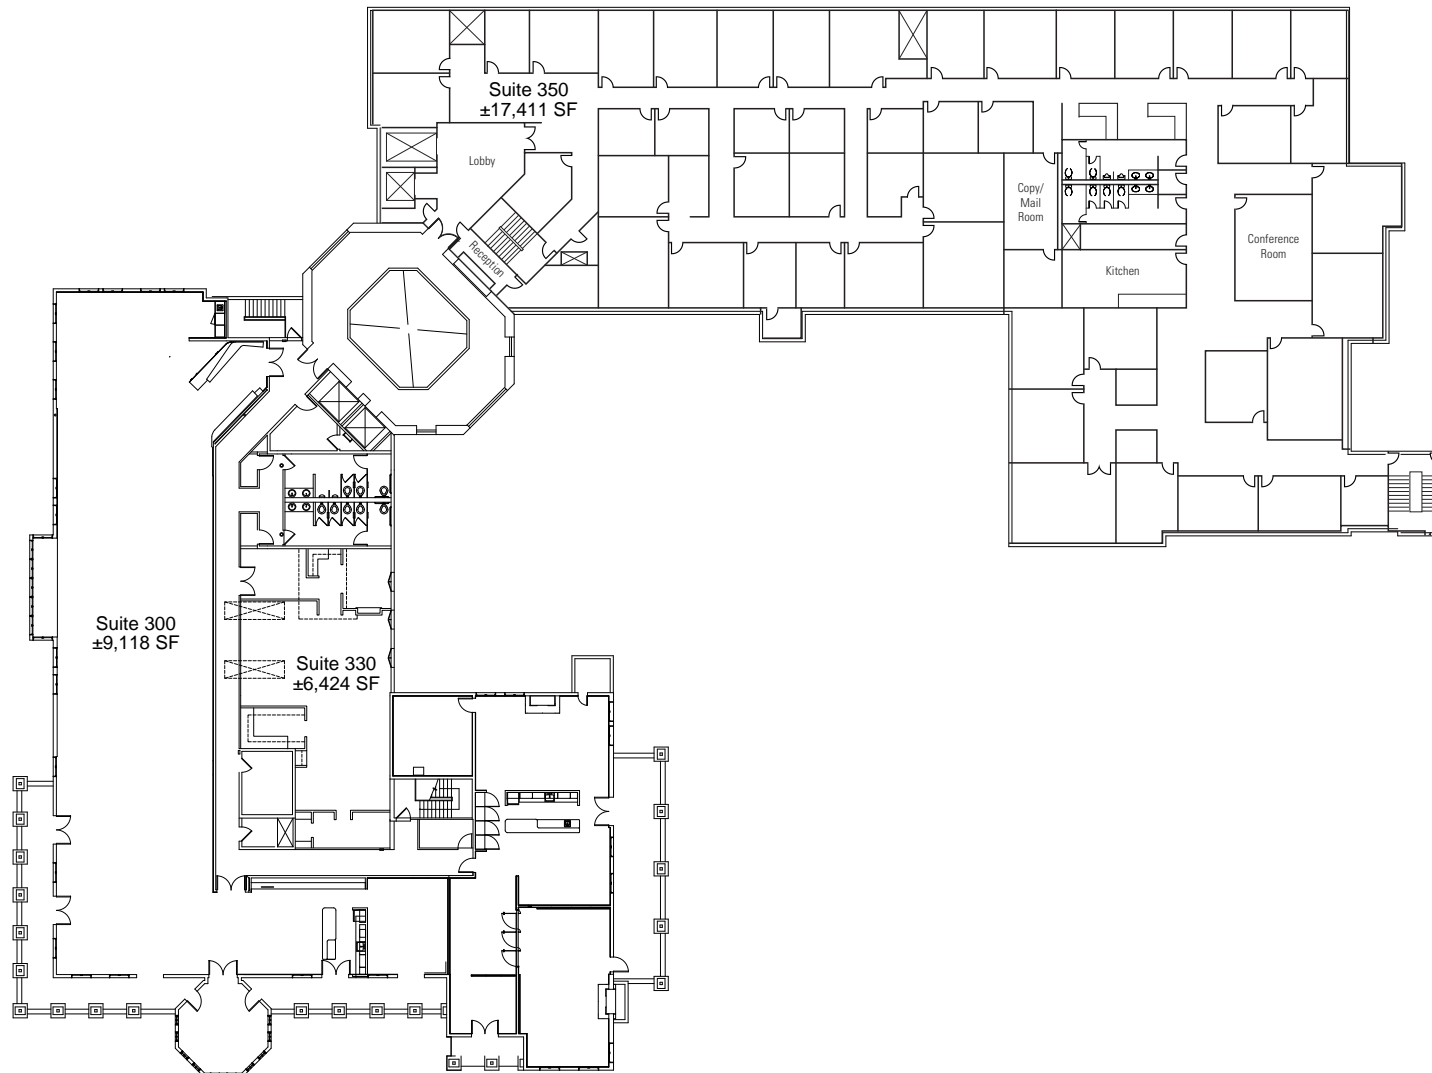 Suite 350
±17,411 SF
Lobby
Reception
Copy/
Mail
Room
Kitchen
Conference
Room
Suite 300
±9,118 SF
Suite 330
±6,424 SF